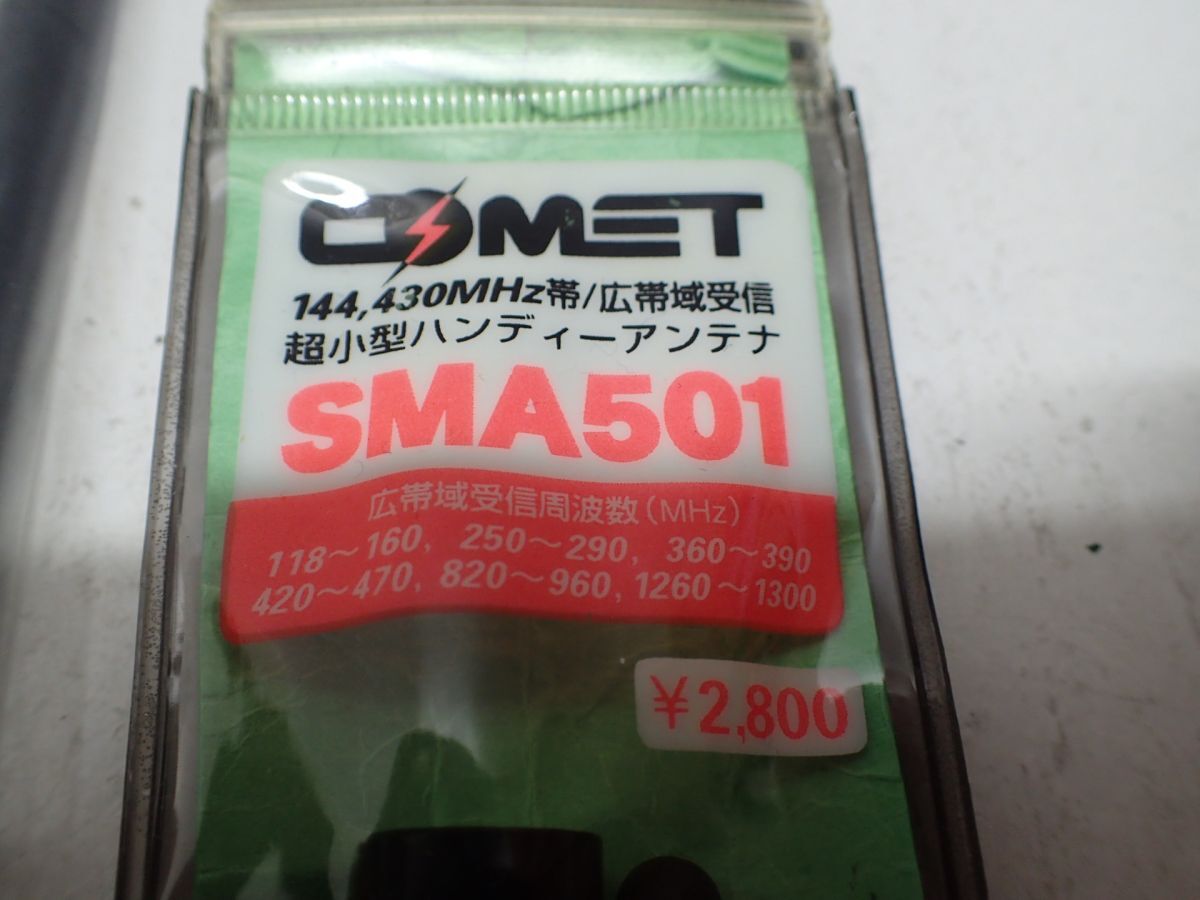 COMET
144,430MHz帯/広帯域受信
超小型ハンディーアンテナ
SMA501
広帯域受信周波数(MHz)
118〜160, 250〜290, 360〜390
420〜470, 820〜960, 1260〜1300
¥2,800